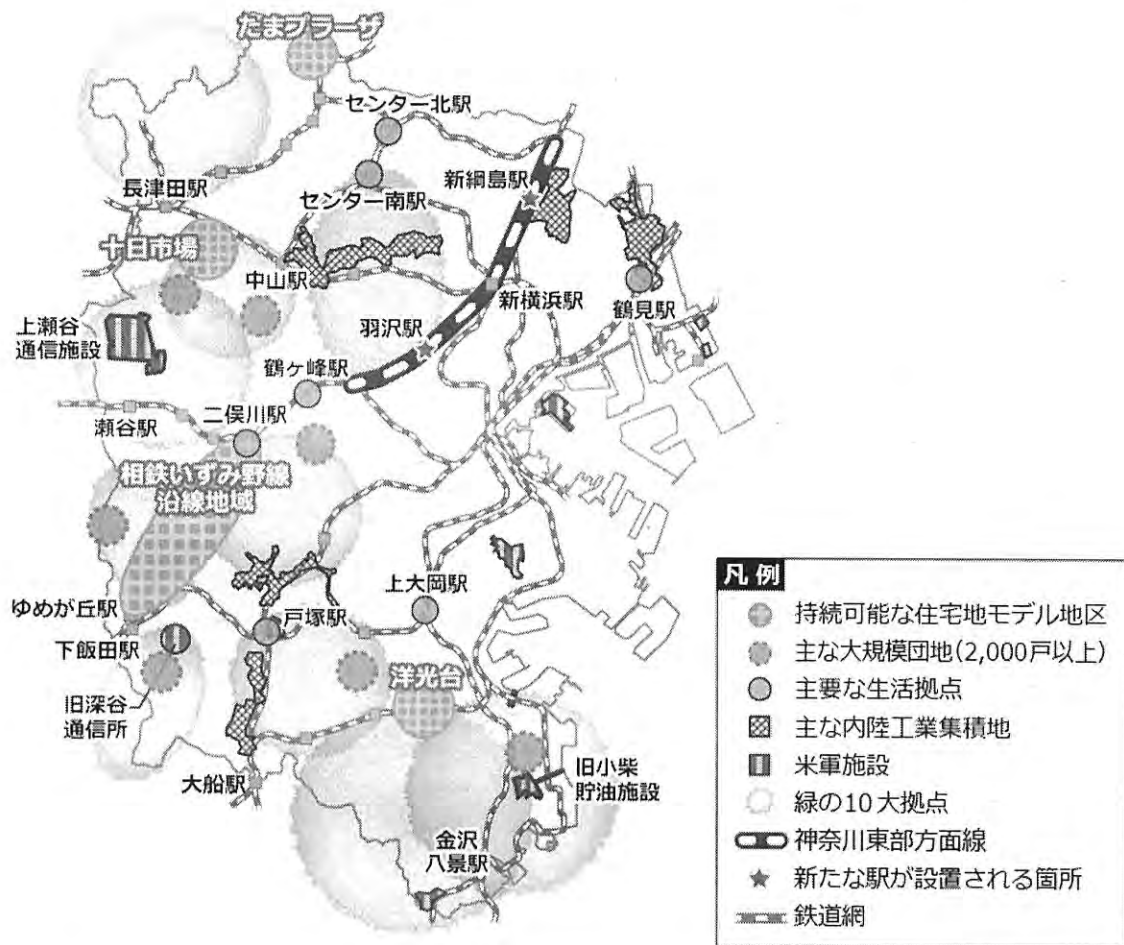 たまプラーザ
センター北駅
新綱島駅
長津田駅
センター南駅
十日市場
中山駅
新横浜駅
鶴見駅
上瀬谷
通信施設
羽沢駅
鶴ヶ峰駅
二俣川駅
瀬谷駅
相鉄いずみ野線
沿線地域
上大岡駅
ゆめが丘駅
戸塚駅
下飯田駅
洋光台
旧深谷
通信所
大船駅
旧小柴
貯油施設
金沢
八景駅
凡例
持続可能な住宅地モデル地区
主な大規模団地(2,000戸以上)
主要な生活拠点
主な内陸工業集積地
米軍施設
緑の10大拠点
神奈川東部方面線
新たな駅が設置される箇所
鉄道網